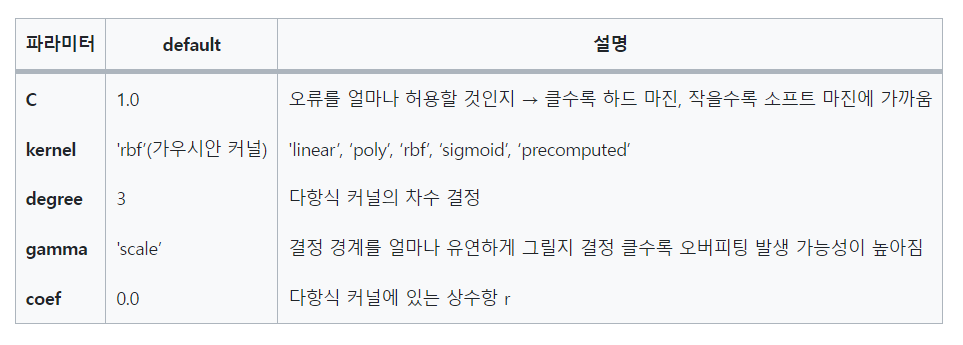 파라미터 default 설명
C 1.0 오류를 얼마나 허용할 것인지 → 클수록 하드 마진, 작을수록 소프트 마진에 가까움
kernel 'rbf’(가우시안 커널) 'linear’, ‘poly’, ‘rbf’, ‘sigmoid’, ‘precomputed’
degree 3 다항식 커널의 차수 결정
gamma 'scale’ 결정 경계를 얼마나 유연하게 그릴지 결정 클수록 오버피팅 발생 가능성이 높아짐
coef 0.0 다항식 커널에 있는 상수항 r